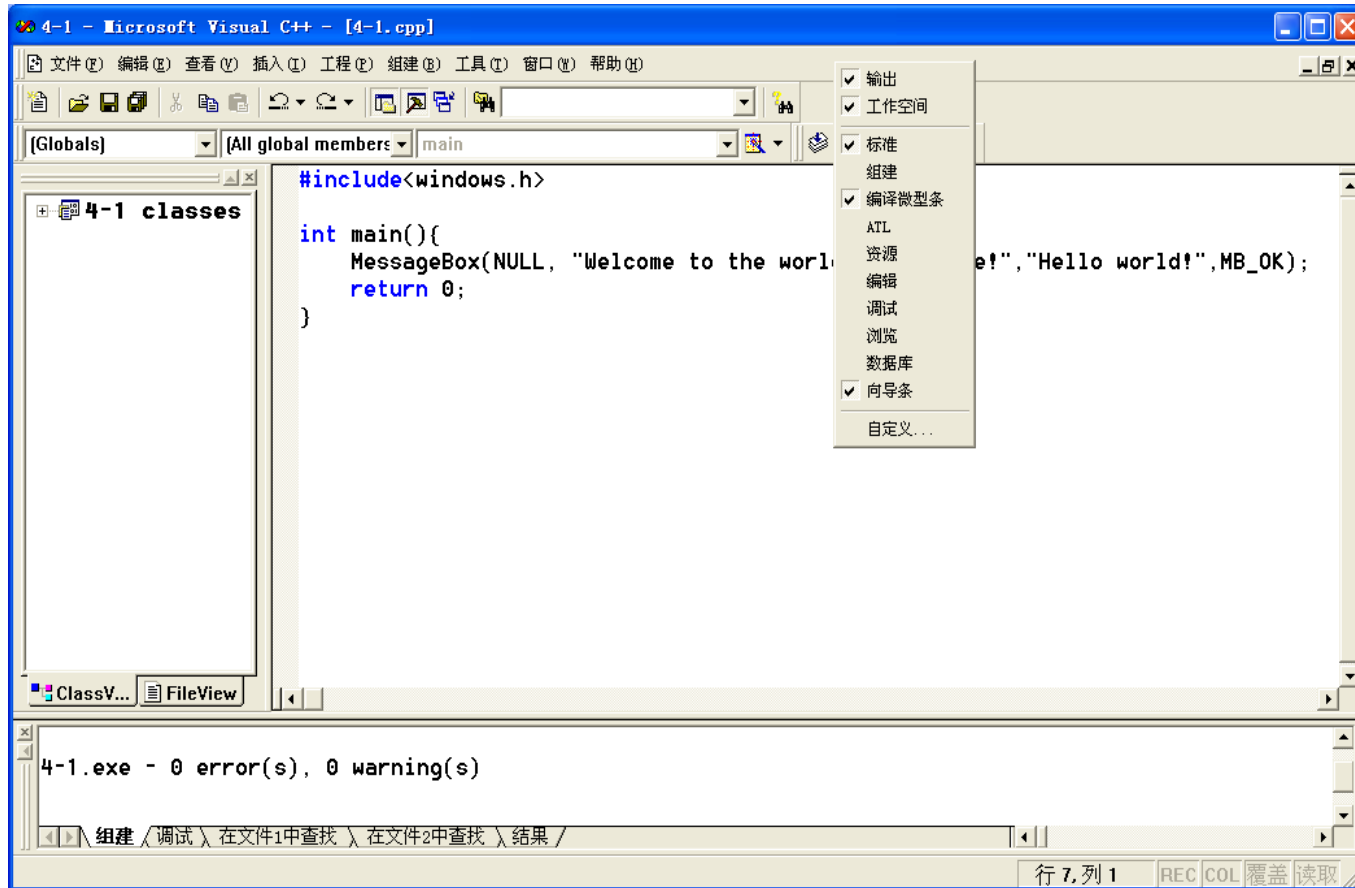 4-1 - Microsoft Visual C++ - [4-1.cpp]
文件(F) 编辑(E) 查看(V) 插入(I) 工程(P) 组建(B) 工具(T) 窗口(W) 帮助(H)
(Globals) (All global members main
4-1 classes
ClassV... FileView
#include<windows.h>
int main(){
MessageBox(NULL, "Welcome to the worl e!","Hello world!",MB_OK);
return 0;
}
输出
工作空间
标准
组建
编译微型条
ATL
资源
编辑
调试
浏览
数据库
向导条
自定义...
4-1.exe - 0 error(s), 0 warning(s)
组建 调试 在文件1中查找 在文件2中查找 结果
行 7, 列 1 REC COL 覆盖 读取